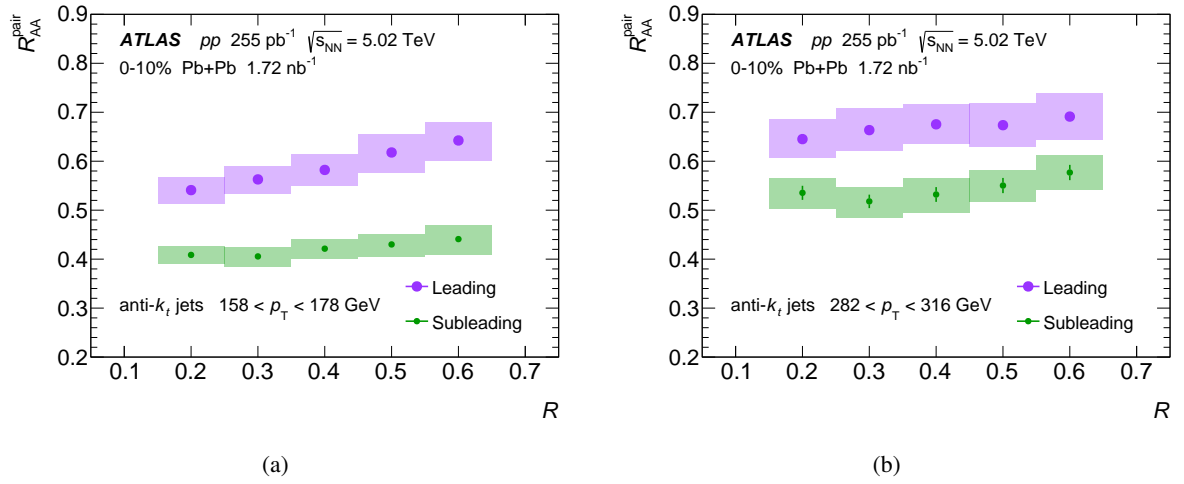 R_AA^pair
0.9
0.8
0.7
0.6
0.5
0.4
0.3
0.2
ATLAS pp 255 pb⁻¹ √s_NN = 5.02 TeV
0-10% Pb+Pb 1.72 nb⁻¹
Leading
anti-k_t jets 158 < p_T < 178 GeV
Subleading
0.1 0.2 0.3 0.4 0.5 0.6 0.7
R
(a)
R_AA^pair
0.9
0.8
0.7
0.6
0.5
0.4
0.3
0.2
ATLAS pp 255 pb⁻¹ √s_NN = 5.02 TeV
0-10% Pb+Pb 1.72 nb⁻¹
Leading
anti-k_t jets 282 < p_T < 316 GeV
Subleading
0.1 0.2 0.3 0.4 0.5 0.6 0.7
R
(b)